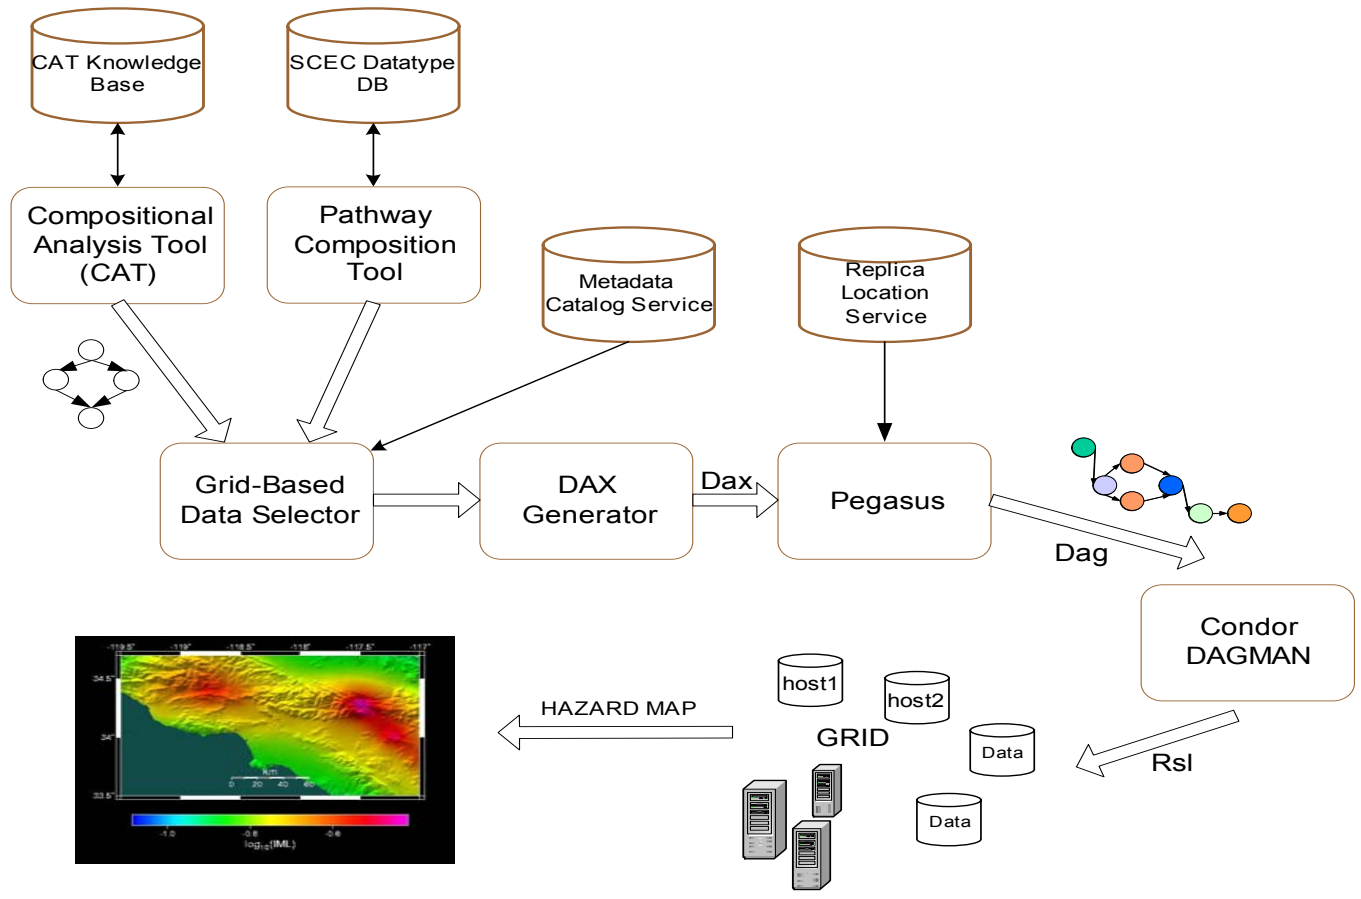 CAT Knowledge
Base
SCEC Datatype
DB
Compositional
Analysis Tool
(CAT)
Pathway
Composition
Tool
Metadata
Catalog Service
Replica
Location
Service
Grid-Based
Data Selector
DAX
Generator
Dax
Pegasus
Dag
Condor
DAGMAN
Rsl
host1
host2
GRID
Data
Data
HAZARD MAP
-119.5° -119° -118.5° -118° -117.5° -117°
34.5°
34°
33.5°
km
0 20 40 60
-1.0 -0.8 -0.6
log10(IML)